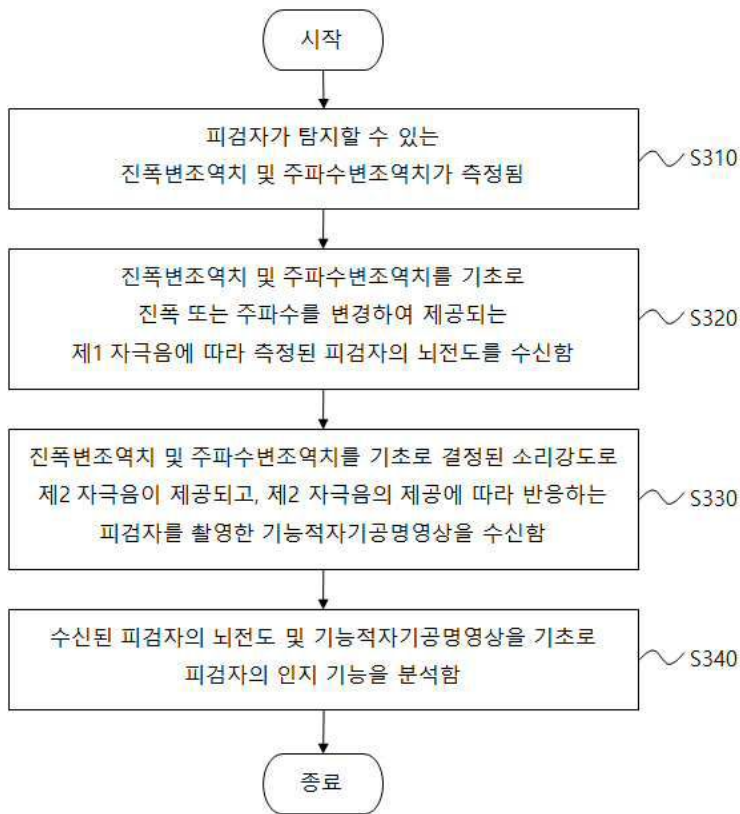 시작
피검자가 탐지할 수 있는
진폭변조역치 및 주파수변조역치가 측정됨
S310
진폭변조역치 및 주파수변조역치를 기초로
진폭 또는 주파수를 변경하여 제공되는
제1 자극음에 따라 측정된 피검자의 뇌전도를 수신함
S320
진폭변조역치 및 주파수변조역치를 기초로 결정된 소리강도로
제2 자극음이 제공되고, 제2 자극음의 제공에 따라 반응하는
피검자를 촬영한 기능적자기공명영상을 수신함
S330
수신된 피검자의 뇌전도 및 기능적자기공명영상을 기초로
피검자의 인지 기능을 분석함
S340
종료